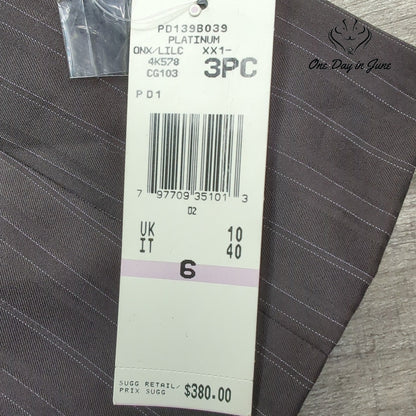 PD139B039
PLATINUM
ONX/LILC XX1-
4K578
CG103 3PC
PD1
7 97709 35101 3
02
UK 10
IT 40
6
SUGG RETAIL/
PRIX SUGG $380.00
One Day in June